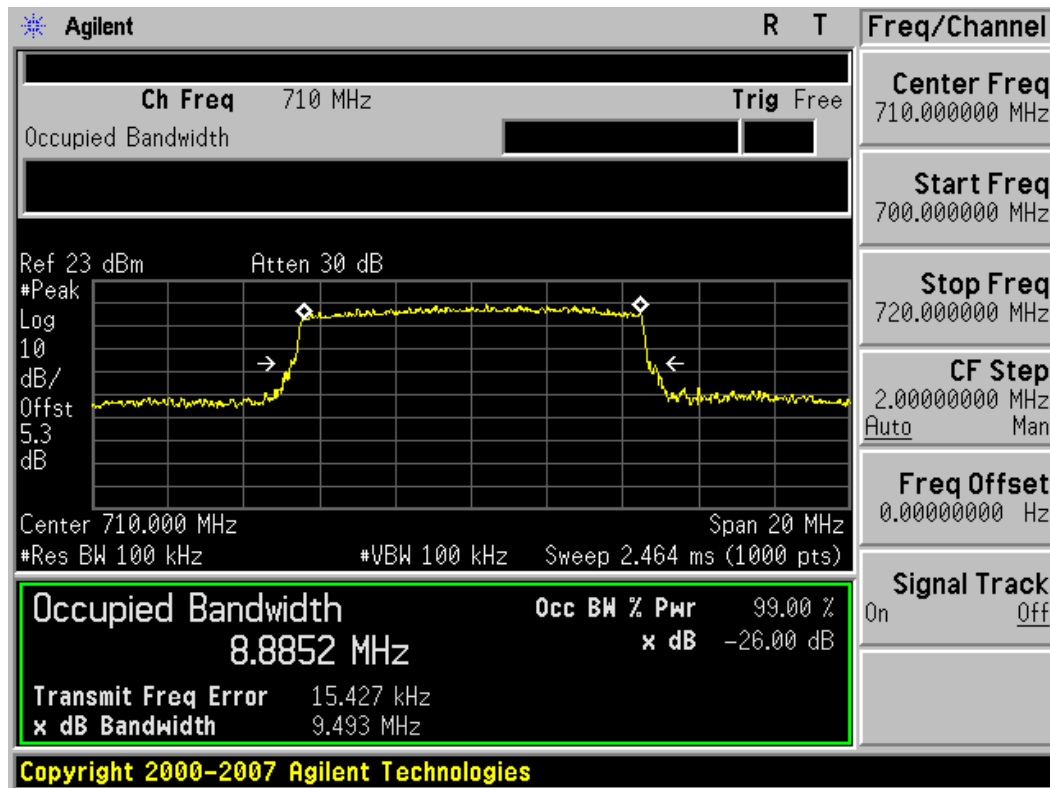 Agilent R T
Ch Freq 710 MHz Trig Free
Occupied Bandwidth
Ref 23 dBm Atten 30 dB
#Peak
Log
10
dB/
Offst
5.3
dB
Center 710.000 MHz Span 20 MHz
#Res BW 100 kHz #VBW 100 kHz Sweep 2.464 ms (1000 pts)
Occupied Bandwidth Occ BW % Pwr 99.00 %
8.8852 MHz x dB -26.00 dB
Transmit Freq Error 15.427 kHz
x dB Bandwidth 9.493 MHz
Copyright 2000-2007 Agilent Technologies
Freq/Channel
Center Freq
710.000000 MHz
Start Freq
700.000000 MHz
Stop Freq
720.000000 MHz
CF Step
2.00000000 MHz
Auto Man
Freq Offset
0.00000000 Hz
Signal Track
On Off